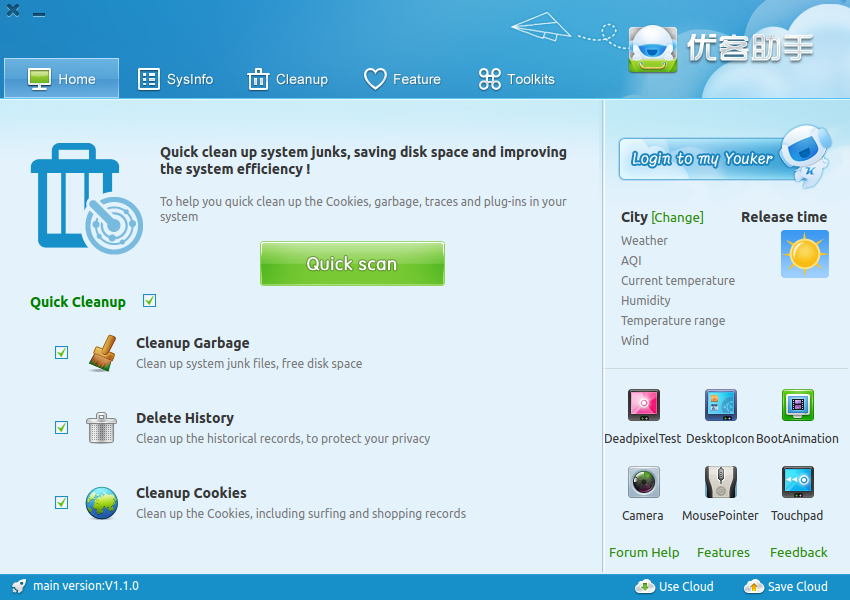 优客助手
Home
SysInfo
Cleanup
Feature
Toolkits
Quick clean up system junks, saving disk space and improving
the system efficiency !
To help you quick clean up the Cookies, garbage, traces and plug-ins in your
system
Quick scan
Quick Cleanup
Cleanup Garbage
Clean up system junk files, free disk space
Delete History
Clean up the historical records, to protect your privacy
Cleanup Cookies
Clean up the Cookies, including surfing and shopping records
Login to my Youker
City [Change]
Release time
Weather
AQI
Current temperature
Humidity
Temperature range
Wind
DeadpixelTest
DesktopIcon
BootAnimation
Camera
MousePointer
Touchpad
Forum Help
Features
Feedback
main version:V1.1.0
Use Cloud
Save Cloud